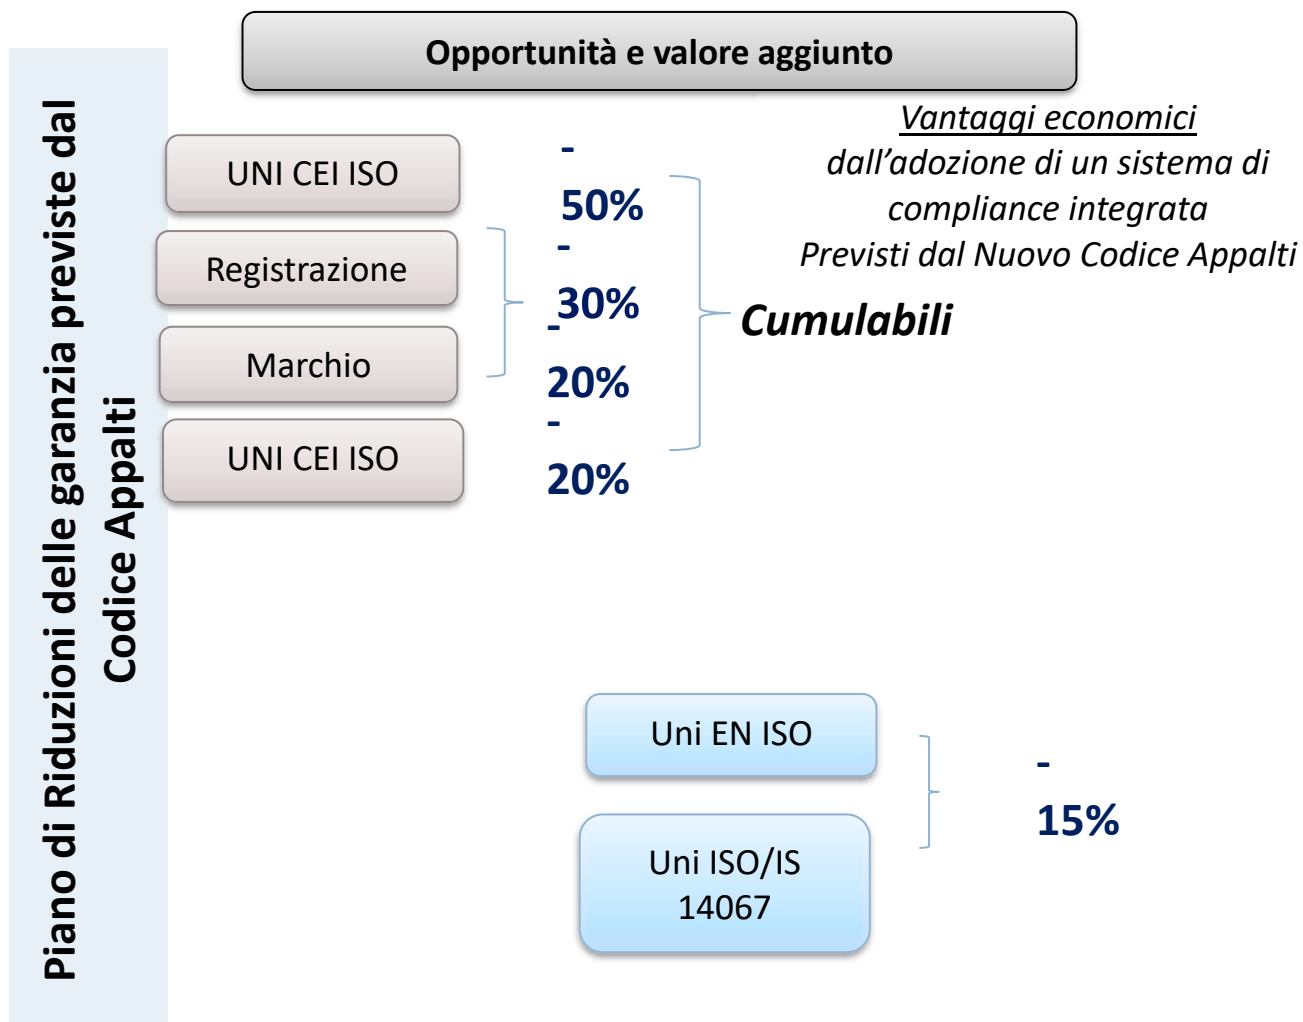 Opportunità e valore aggiunto
Piano di Riduzioni delle garanzia previste dal
Codice Appalti
Vantaggi economici
dall’adozione di un sistema di
compliance integrata
Previsti dal Nuovo Codice Appalti
UNI CEI ISO
-
50%
Registrazione
-
30%
Marchio
-
20%
UNI CEI ISO
-
20%
Cumulabili
Uni EN ISO
Uni ISO/IS
14067
-
15%